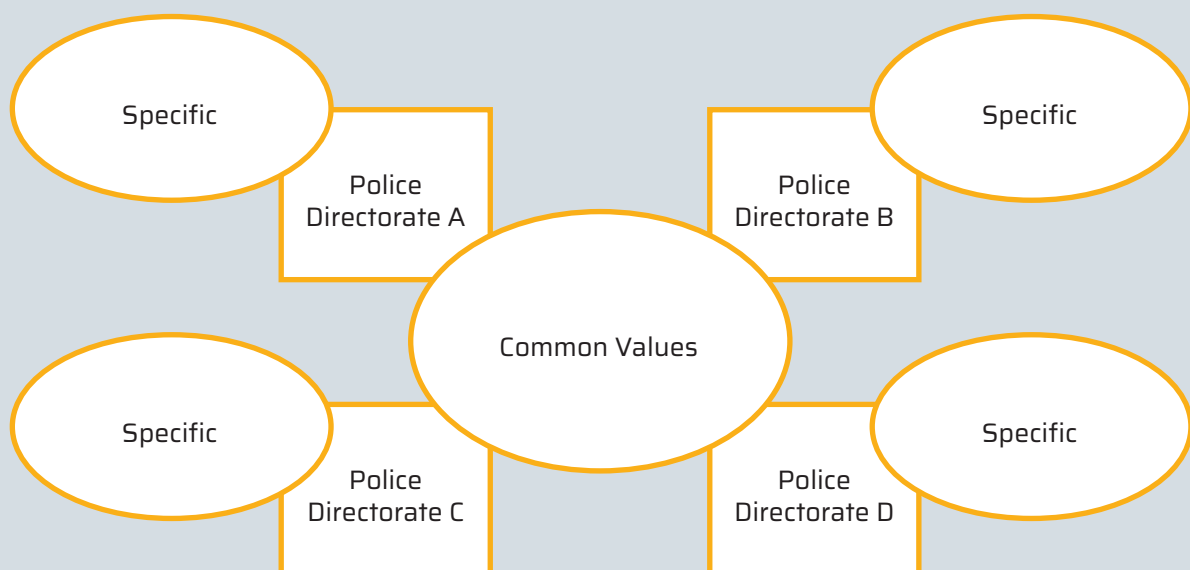 Specific
Specific
Police
Directorate A
Police
Directorate B
Common Values
Specific
Specific
Police
Directorate C
Police
Directorate D